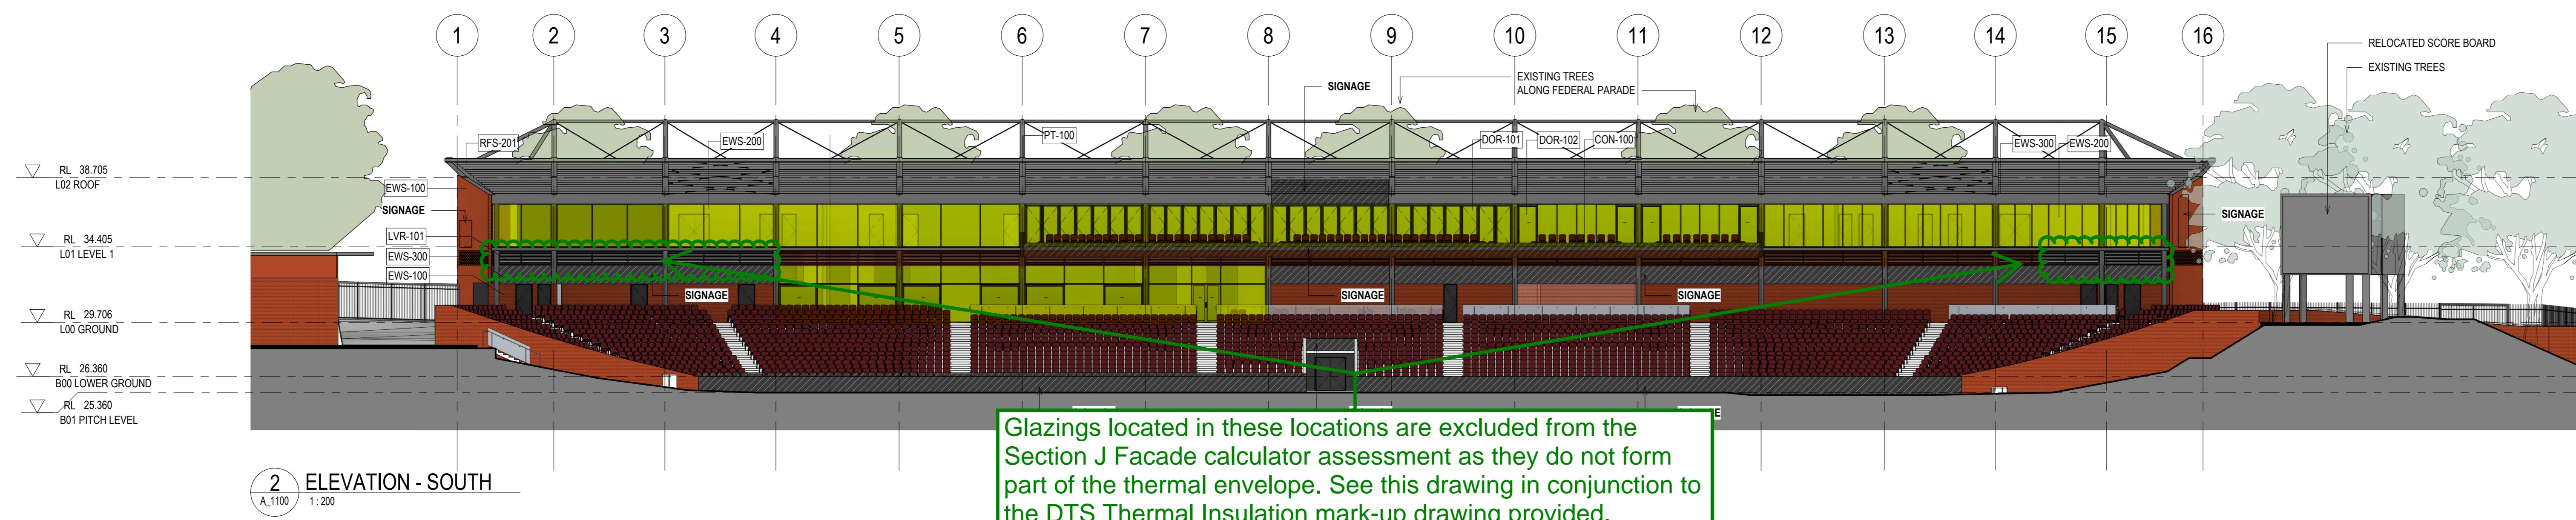 1 2 3 4 5 6 7 8 9 10 11 12 13 14 15 16
RELOCATED SCORE BOARD
EXISTING TREES
EXISTING TREES
ALONG FEDERAL PARADE
SIGNAGE
RFS-201
EWS-200
PT-100
DOR-101
DOR-102
CON-100
EWS-300
EWS-200
RL 38.705
L02 ROOF
EWS-100
SIGNAGE
SIGNAGE
LVR-101
RL 34.405
L01 LEVEL 1
EWS-300
EWS-100
SIGNAGE
SIGNAGE
SIGNAGE
RL 29.706
L00 GROUND
RL 26.360
B00 LOWER GROUND
RL 25.360
B01 PITCH LEVEL
Glazings located in these locations are excluded from the
Section J Facade calculator assessment as they do not form
part of the thermal envelope. See this drawing in conjunction to
the DTS Thermal Insulation mark-up drawing provided.
2
A_1100
ELEVATION - SOUTH
1 : 200